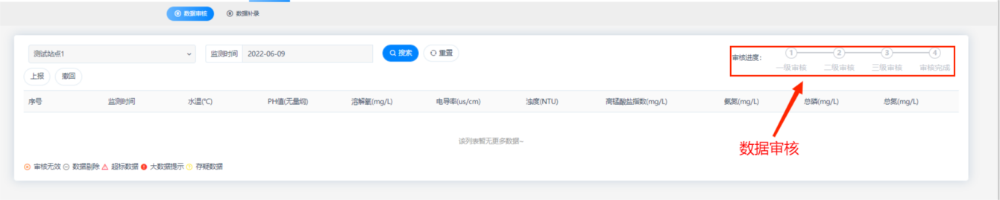 数据审核 数据补录
测试站点1 监测时间 2022-06-09 搜索 重置 审核进度: 1 2 3 4
一级审核 二级审核 三级审核 审核完成
上报 撤回
序号 监测时间 水温(℃) PH值(无量纲) 溶解氧(mg/L) 电导率(us/cm) 浊度(NTU) 高锰酸盐指数(mg/L) 氨氮(mg/L) 总磷(mg/L) 总氮(mg/L)
该列表暂无更多数据~
数据审核
审核无效 数据剔除 超标数据 大数据提示 存疑数据